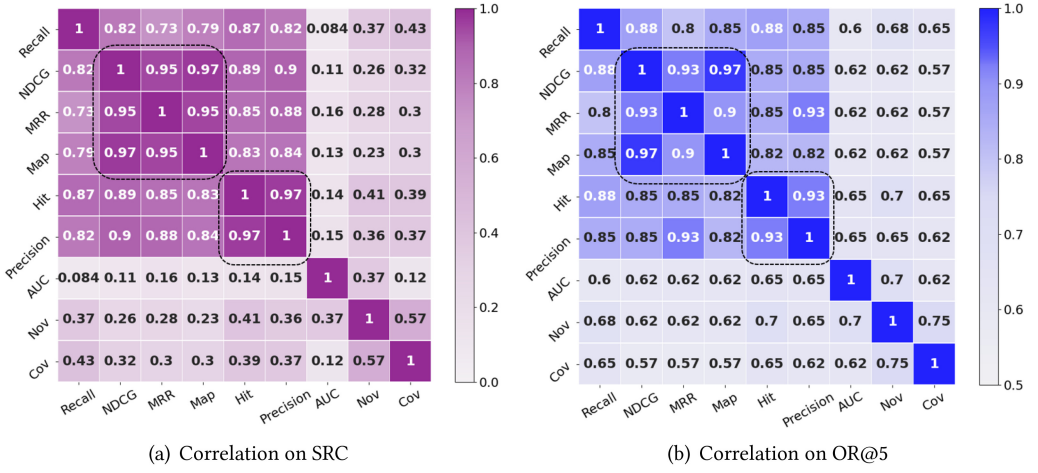 Recall 1 0.82 0.73 0.79 0.87 0.82 0.084 0.37 0.43
NDCG 0.82 1 0.95 0.97 0.89 0.9 0.11 0.26 0.32
MRR 0.73 0.95 1 0.95 0.85 0.88 0.16 0.28 0.3
Map 0.79 0.97 0.95 1 0.83 0.84 0.13 0.23 0.3
Hit 0.87 0.89 0.85 0.83 1 0.97 0.14 0.41 0.39
Precision 0.82 0.9 0.88 0.84 0.97 1 0.15 0.36 0.37
AUC 0.084 0.11 0.16 0.13 0.14 0.15 1 0.37 0.12
Nov 0.37 0.26 0.28 0.23 0.41 0.36 0.37 1 0.57
Cov 0.43 0.32 0.3 0.3 0.39 0.37 0.12 0.57 1
Recall NDCG MRR Map Hit Precision AUC Nov Cov
1.0
0.8
0.6
0.4
0.2
0.0
(a) Correlation on SRC
Recall 1 0.88 0.8 0.85 0.88 0.85 0.6 0.68 0.65
NDCG 0.88 1 0.93 0.97 0.85 0.85 0.62 0.62 0.57
MRR 0.8 0.93 1 0.9 0.85 0.93 0.62 0.62 0.57
Map 0.85 0.97 0.9 1 0.82 0.82 0.62 0.62 0.57
Hit 0.88 0.85 0.85 0.82 1 0.93 0.65 0.7 0.65
Precision 0.85 0.85 0.93 0.82 0.93 1 0.65 0.65 0.62
AUC 0.6 0.62 0.62 0.62 0.65 0.65 1 0.7 0.62
Nov 0.68 0.62 0.62 0.62 0.7 0.65 0.7 1 0.75
Cov 0.65 0.57 0.57 0.57 0.65 0.62 0.62 0.75 1
Recall NDCG MRR Map Hit Precision AUC Nov Cov
1.0
0.9
0.8
0.7
0.6
0.5
(b) Correlation on OR@5